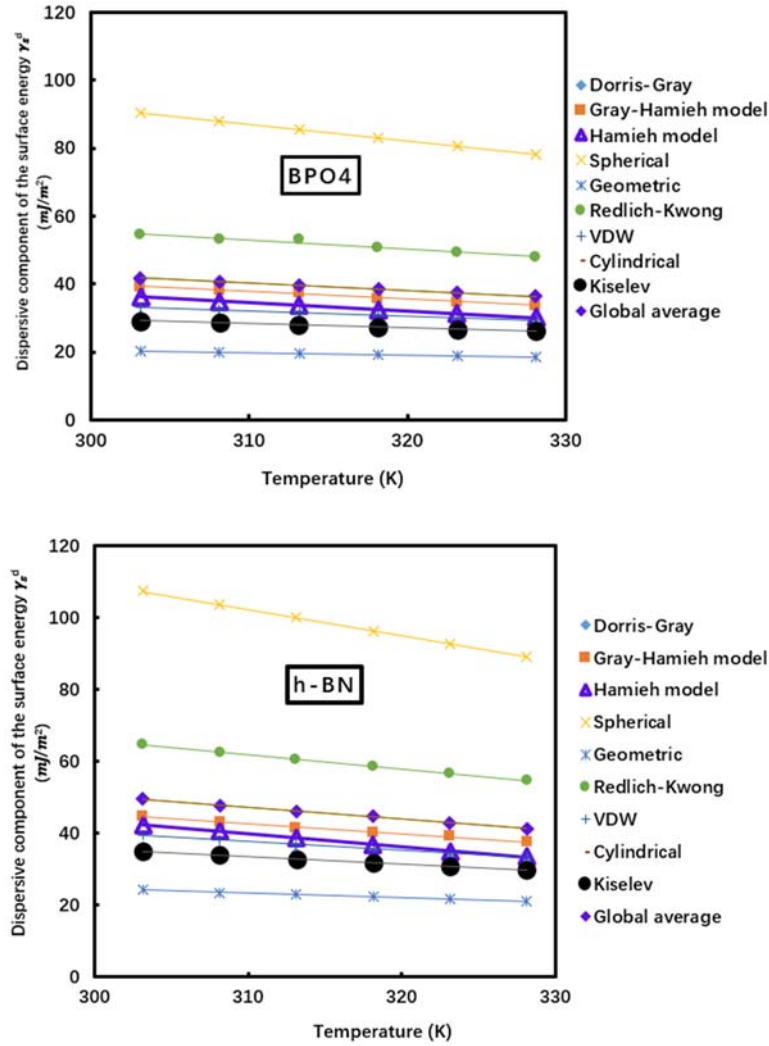 Dispersive component of the surface energy γₛᵈ
(mJ/m²)
120
100
80
60
40
20
0
BPO4
300
310
320
330
Temperature (K)
Dorris-Gray
Gray-Hamieh model
Hamieh model
Spherical
Geometric
Redlich-Kwong
VDW
Cylindrical
Kiselev
Global average
Dispersive component of the surface energy γₛᵈ
(mJ/m²)
120
100
80
60
40
20
0
h-BN
300
310
320
330
Temperature (K)
Dorris-Gray
Gray-Hamieh model
Hamieh model
Spherical
Geometric
Redlich-Kwong
VDW
Cylindrical
Kiselev
Global average